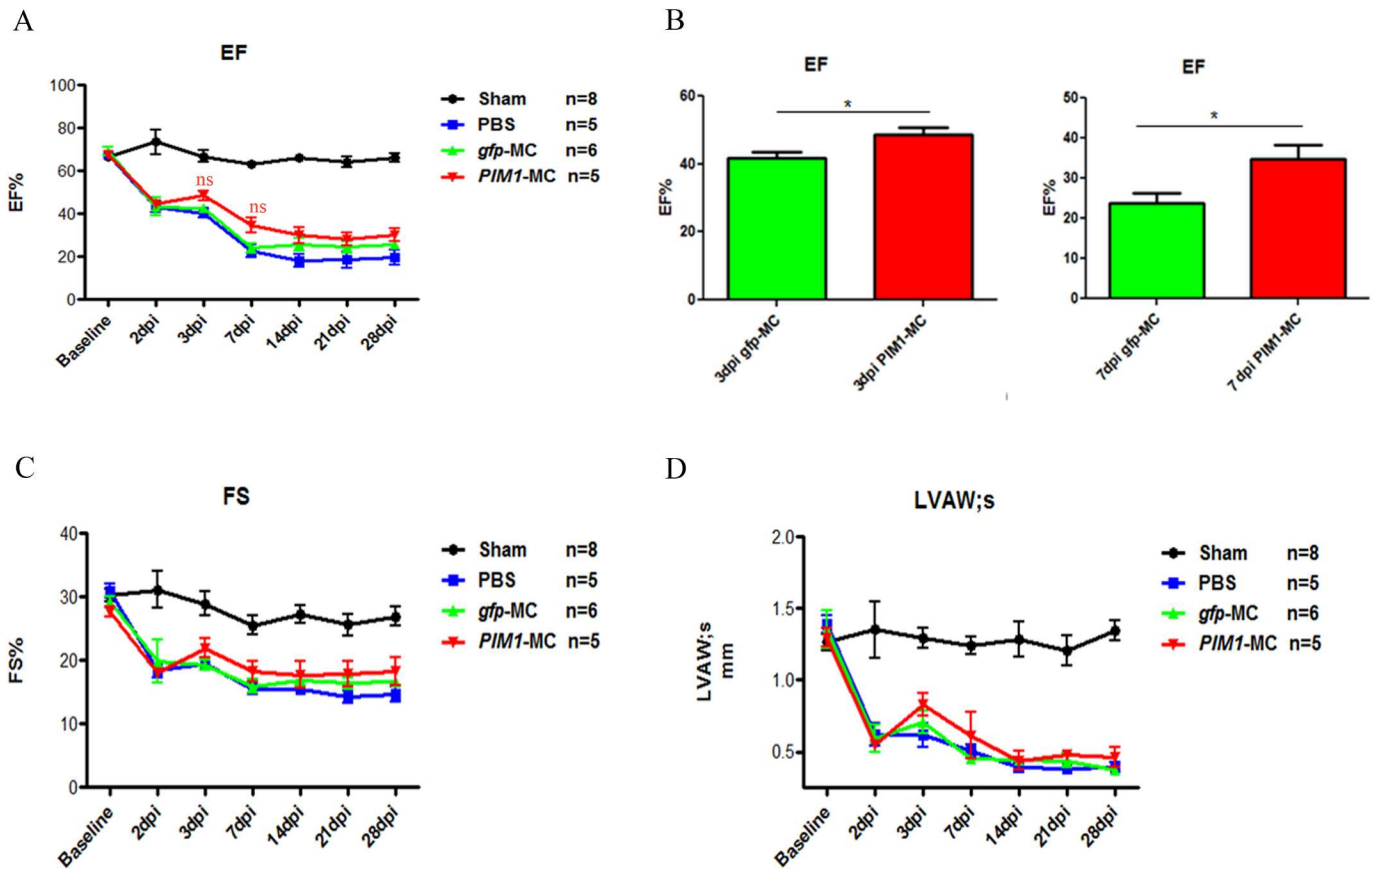 A
EF
EF%
100
80
60
40
20
0
ns
ns
Baseline
2dpi
3dpi
7dpi
14dpi
21dpi
28dpi
Sham n=8
PBS n=5
gfp-MC n=6
PIM1-MC n=5
B
EF
EF%
60
40
20
0
*
3dpi gfp-MC
3dpi PIM1-MC
EF
EF%
50
40
30
20
10
0
*
7dpi gfp-MC
7 dpi PIM1-MC
C
FS
FS%
40
30
20
10
0
Baseline
2dpi
3dpi
7dpi
14dpi
21dpi
28dpi
Sham n=8
PBS n=5
gfp-MC n=6
PIM1-MC n=5
D
LVAW;s
LVAW;s
mm
2.0
1.5
1.0
0.5
Baseline
2dpi
3dpi
7dpi
14dpi
21dpi
28dpi
Sham n=8
PBS n=5
gfp-MC n=6
PIM1-MC n=5